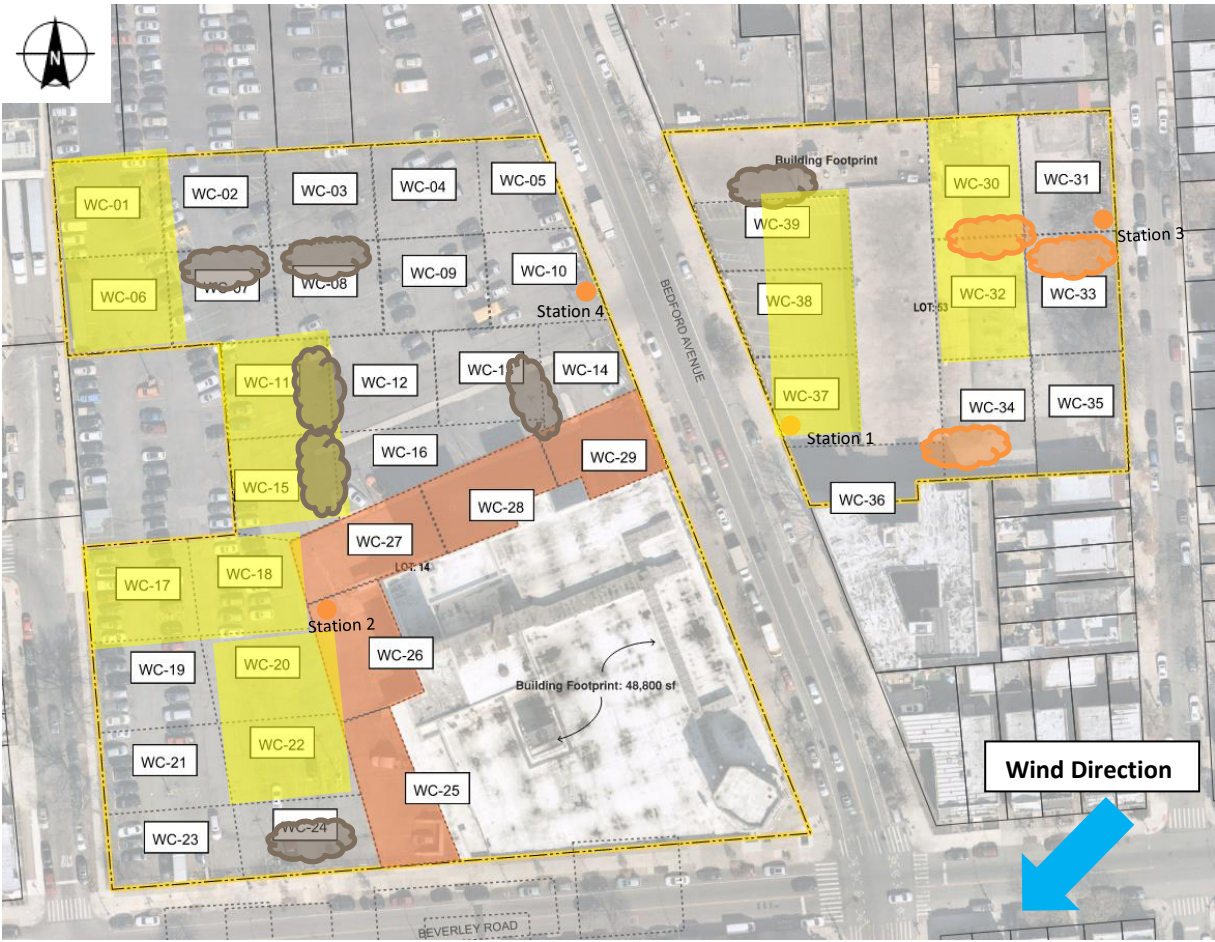 N
Building Footprint
WC-01
WC-02
WC-03
WC-04
WC-05
WC-30
WC-31
WC-39
Station 3
WC-06
WC-07
WC-08
WC-09
WC-10
Station 4
BEDFORD AVENUE
WC-38
LOT: 53
WC-32
WC-33
WC-11
WC-12
WC-14
WC-37
Station 1
WC-34
WC-35
WC-15
WC-16
WC-29
WC-28
WC-36
WC-27
LOT: 14
WC-17
WC-18
Station 2
WC-26
WC-19
WC-20
Building Footprint: 48,800 sf
WC-21
WC-22
WC-25
WC-23
WC-24
Wind Direction
BEVERLEY ROAD